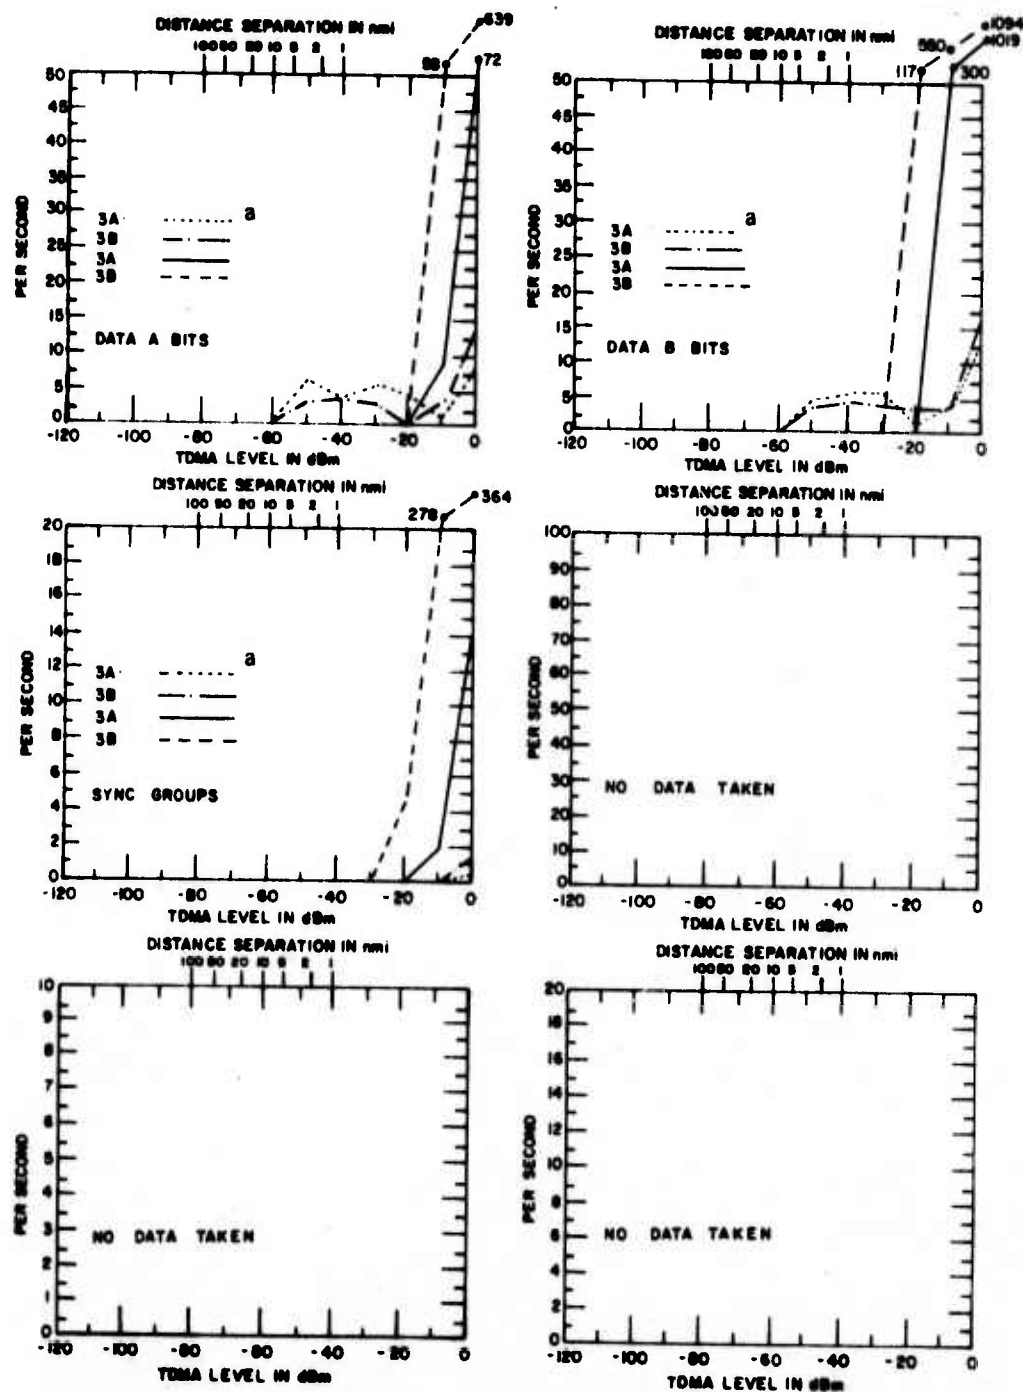 DISTANCE SEPARATION IN nmi
20 10 5 2 1
639
72
50
45
40
35
30
25
20
15
10
5
0
PER SECOND
3A a
3B
3A
3B
DATA A BITS
-120 -100 -80 -60 -40 -20 0
TDMA LEVEL IN dBm
DISTANCE SEPARATION IN nmi
20 10 5 2 1
1094
1019
560
117
300
50
45
40
35
30
25
20
15
10
5
0
PER SECOND
3A a
3B
3A
3B
DATA B BITS
-120 -100 -80 -60 -40 -20 0
TDMA LEVEL IN dBm
DISTANCE SEPARATION IN nmi
100 50 20 10 5 2 1
278
364
20
18
16
14
12
10
8
6
4
2
0
PER SECOND
3A a
3B
3A
3B
SYNC GROUPS
-120 -100 -80 -60 -40 -20 0
TDMA LEVEL IN dBm
DISTANCE SEPARATION IN nmi
100 50 20 10 5 2 1
100
90
80
70
60
50
40
30
20
10
0
PER SECOND
NO DATA TAKEN
-120 -100 -80 -60 -40 -20 0
TDMA LEVEL IN dBm
DISTANCE SEPARATION IN nmi
100 50 20 10 5 2 1
10
9
8
7
6
5
4
3
2
1
0
PER SECOND
NO DATA TAKEN
-120 -100 -80 -60 -40 -20 0
TDMA LEVEL IN dBm
DISTANCE SEPARATION IN nmi
100 50 20 10 5 2 1
20
18
16
14
12
10
8
6
4
2
0
PER SECOND
NO DATA TAKEN
-120 -100 -80 -60 -40 -20 0
TDMA LEVEL IN dBm